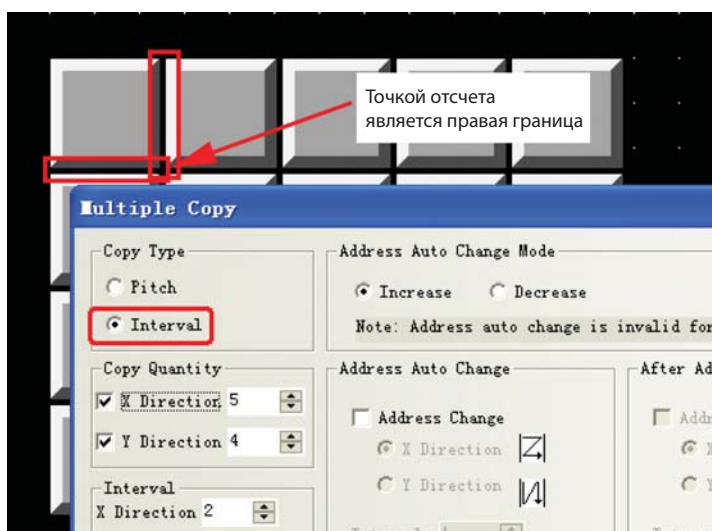 Точкой отсчета
является правая граница
Multiple Copy
Copy Type
Pitch
Interval
Address Auto Change Mode
Increase Decrease
Note: Address auto change is invalid for
Copy Quantity
X Direction 5
Y Direction 4
Address Auto Change
Address Change
X Direction
Y Direction
After Ad
Addr
Interval
X Direction 2